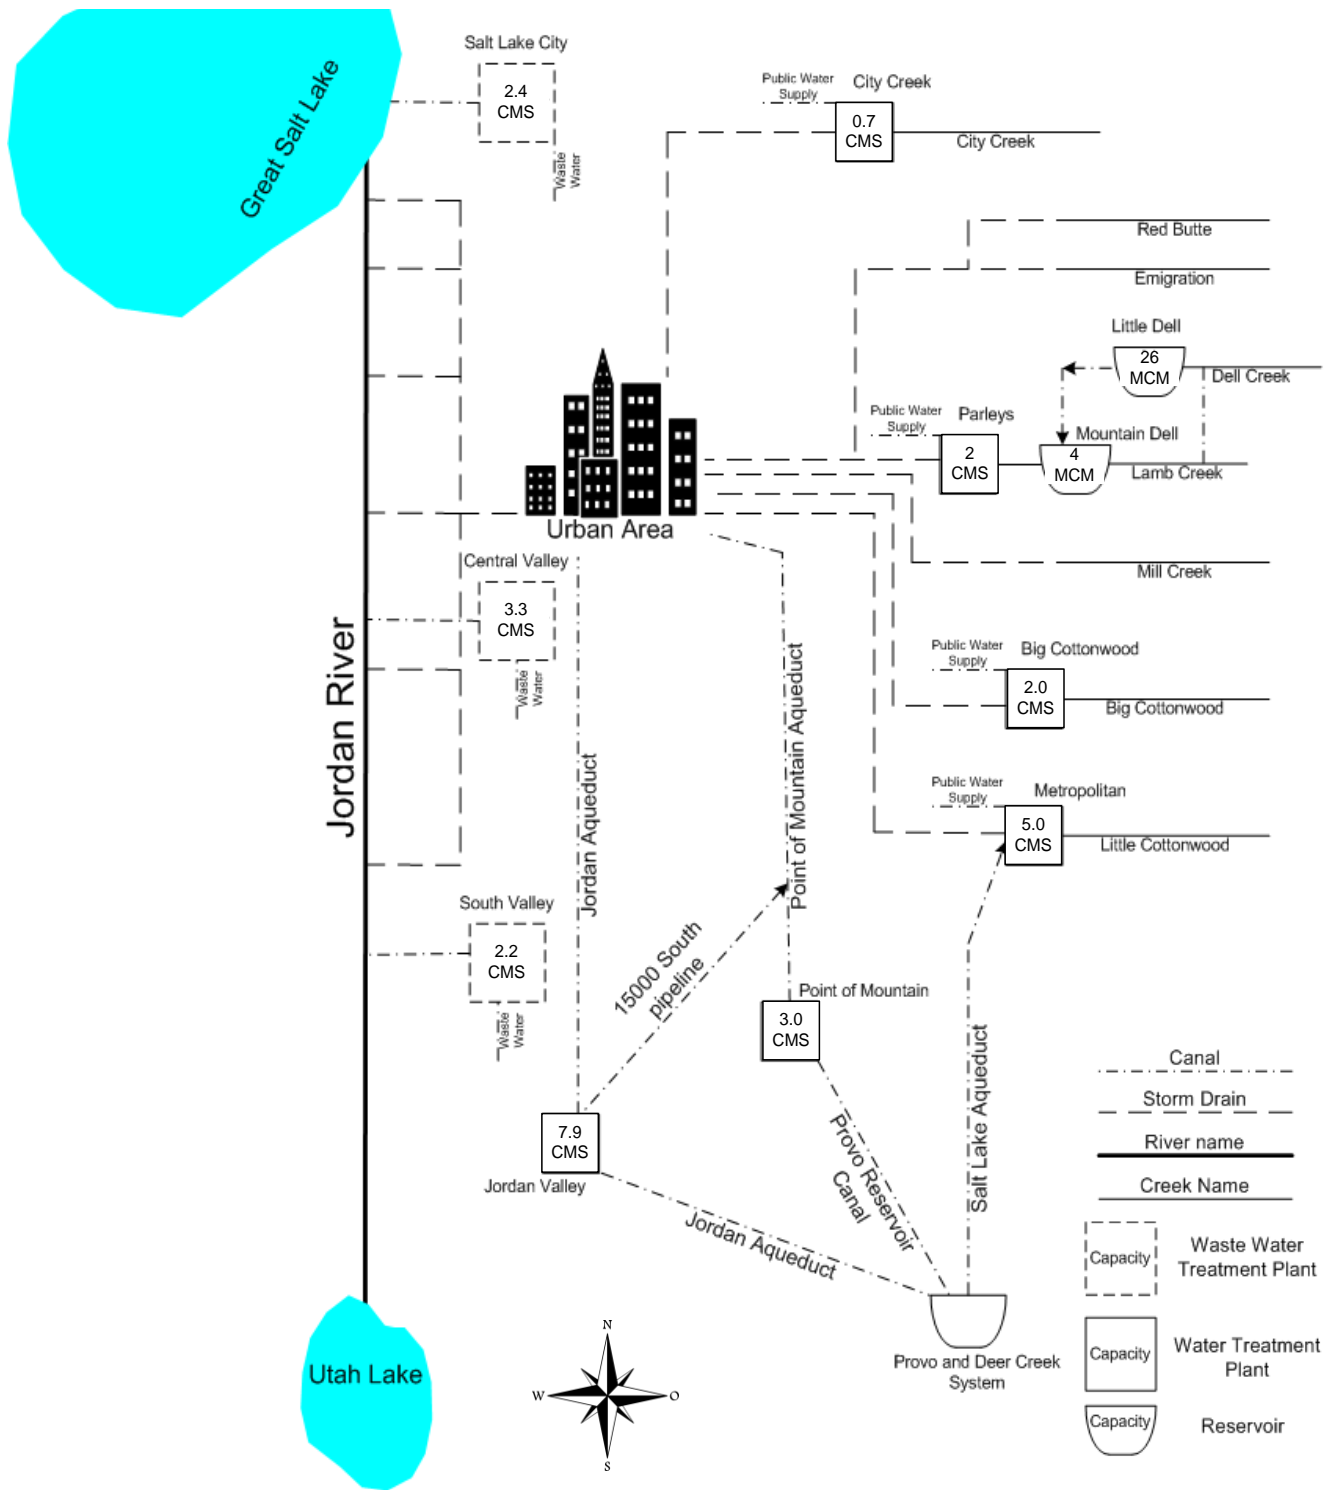 Salt Lake City
2.4
CMS
Waste
Water
Great Salt Lake
Public Water
Supply
City Creek
0.7
CMS
City Creek
Red Butte
Emigration
Little Dell
26
MCM
Dell Creek
Public Water
Supply
Parleys
2
CMS
Mountain Dell
4
MCM
Lamb Creek
Urban Area
Mill Creek
Central Valley
3.3
CMS
Waste
Water
Jordan River
Jordan Aqueduct
Point of Mountain Aqueduct
Public Water
Supply
Big Cottonwood
2.0
CMS
Big Cottonwood
Public Water
Supply
Metropolitan
5.0
CMS
Little Cottonwood
South Valley
2.2
CMS
Waste
Water
15000 South
pipeline
Point of Mountain
3.0
CMS
7.9
CMS
Jordan Valley
Jordan Aqueduct
Provo Reservoir
Canal
Salt Lake Aqueduct
Provo and Deer Creek
System
Utah Lake
N
W
O
S
Canal
Storm Drain
River name
Creek Name
Capacity
Waste Water
Treatment Plant
Capacity
Water Treatment
Plant
Capacity
Reservoir